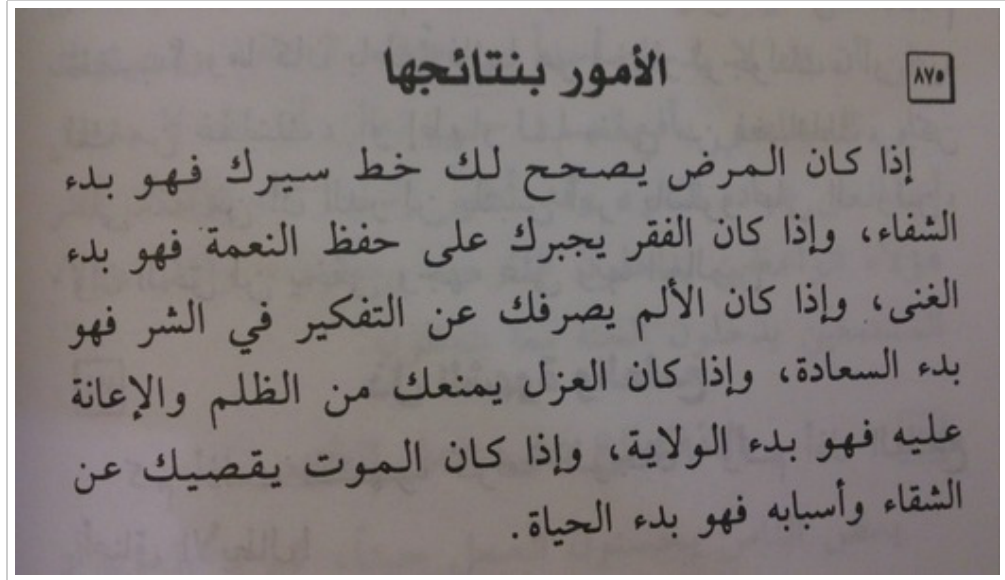 ٨٧٥ الأمور بنتائجها
إذا كان المرض يصحح لك خط سيرك فهو بدء
الشفاء، وإذا كان الفقر يجبرك على حفظ النعمة فهو بدء
الغنى، وإذا كان الألم يصرفك عن التفكير في الشر فهو
بدء السعادة، وإذا كان العزل يمنعك من الظلم والإعانة
عليه فهو بدء الولاية، وإذا كان الموت يقصيك عن
الشقاء وأسبابه فهو بدء الحياة.